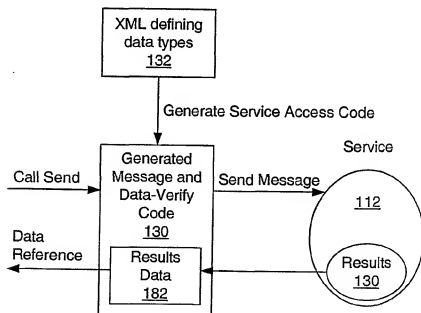 XML defining
data types
132
Generate Service Access Code
Service
Call Send
Generated
Message and
Data-Verify
Code
130
Send Message
112
Data
Reference
Results
Data
182
Results
130